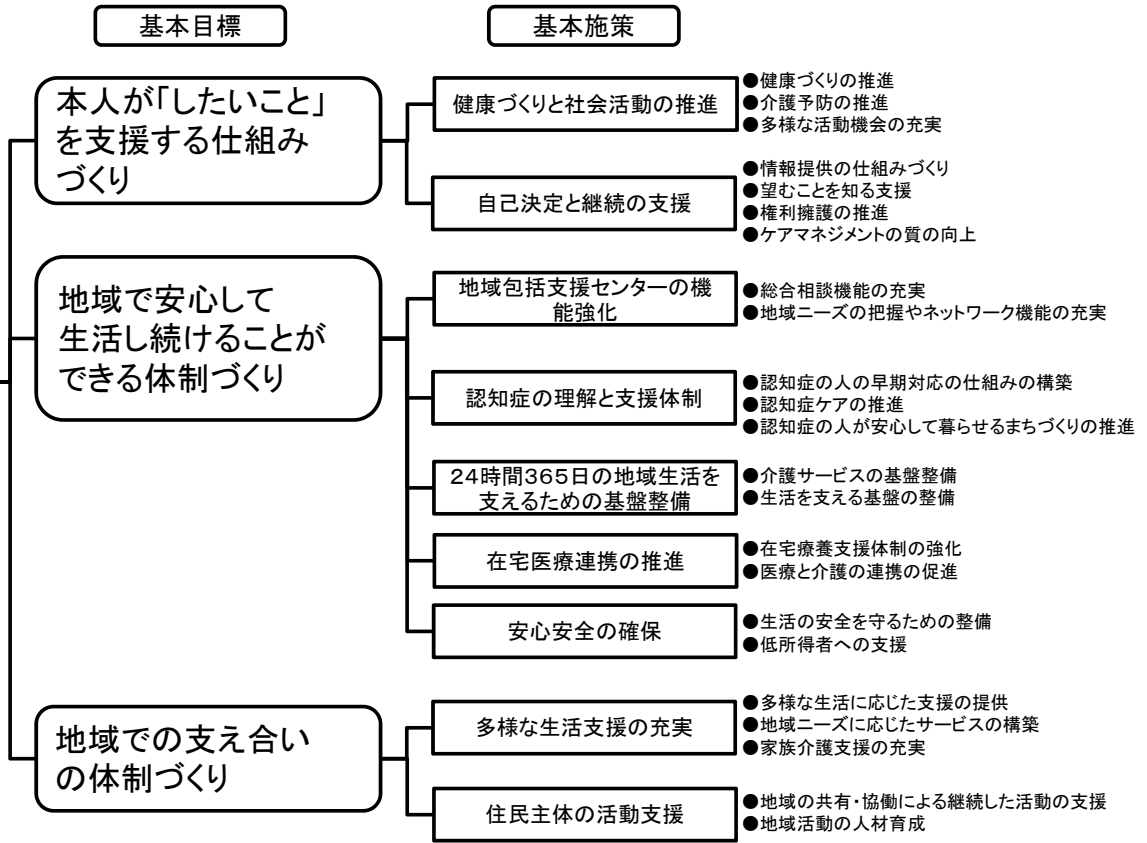 基本目標
基本施策
本人が「したいこと」
を支援する仕組み
づくり
健康づくりと社会活動の推進
●健康づくりの推進
●介護予防の推進
●多様な活動機会の充実
自己決定と継続の支援
●情報提供の仕組みづくり
●望むことを知る支援
●権利擁護の推進
●ケアマネジメントの質の向上
地域で安心して
生活し続けることが
できる体制づくり
地域包括支援センターの機
能強化
●総合相談機能の充実
●地域ニーズの把握やネットワーク機能の充実
認知症の理解と支援体制
●認知症の人の早期対応の仕組みの構築
●認知症ケアの推進
●認知症の人が安心して暮らせるまちづくりの推進
24時間365日の地域生活を
支えるための基盤整備
●介護サービスの基盤整備
●生活を支える基盤の整備
在宅医療連携の推進
●在宅療養支援体制の強化
●医療と介護の連携の促進
安心安全の確保
●生活の安全を守るための整備
●低所得者への支援
地域での支え合い
の体制づくり
多様な生活支援の充実
●多様な生活に応じた支援の提供
●地域ニーズに応じたサービスの構築
●家族介護支援の充実
住民主体の活動支援
●地域の共有・協働による継続した活動の支援
●地域活動の人材育成